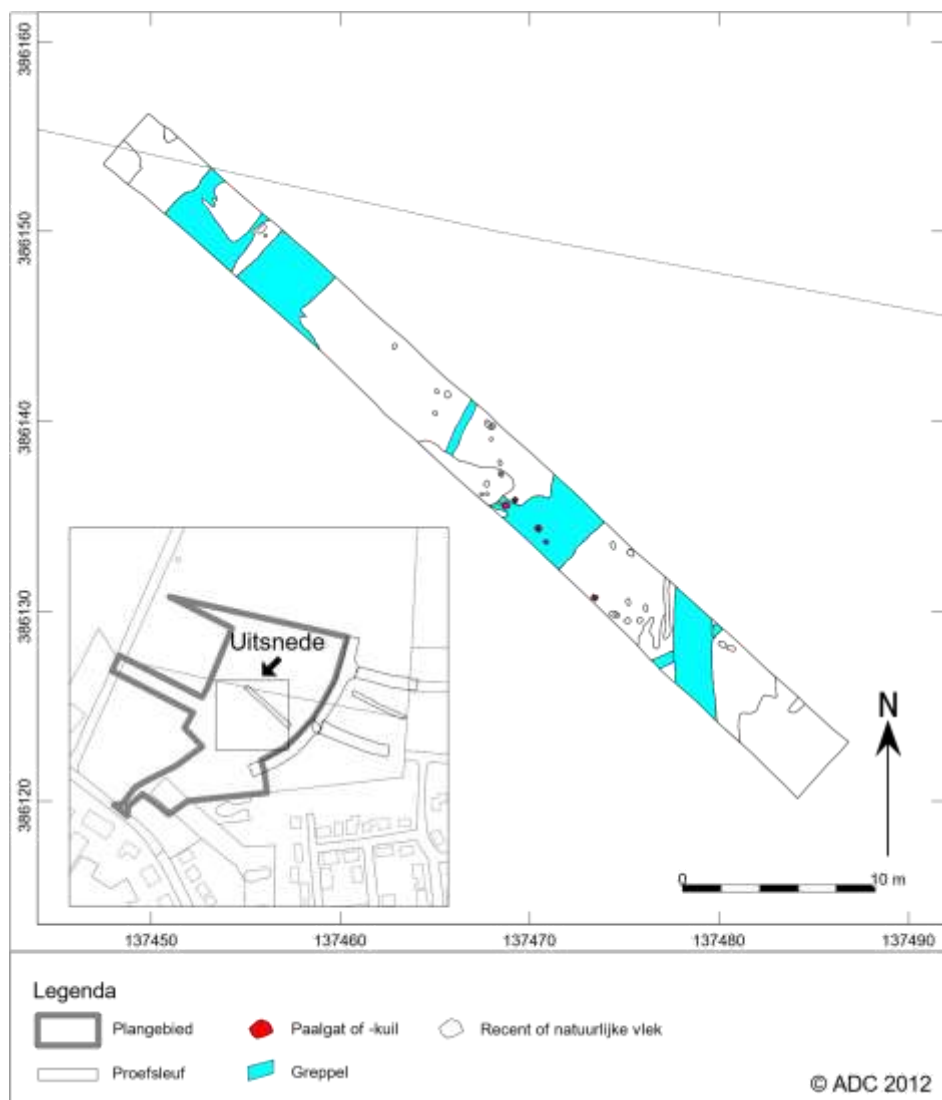 386160
386150
386140
386130
386120
Uitsnede
N
0 10 m
137450 137460 137470 137480 137490
Legenda
Plangebied Paalgat of -kuil Recent of natuurlijke vlek
Proefsleuf Greppel
© ADC 2012